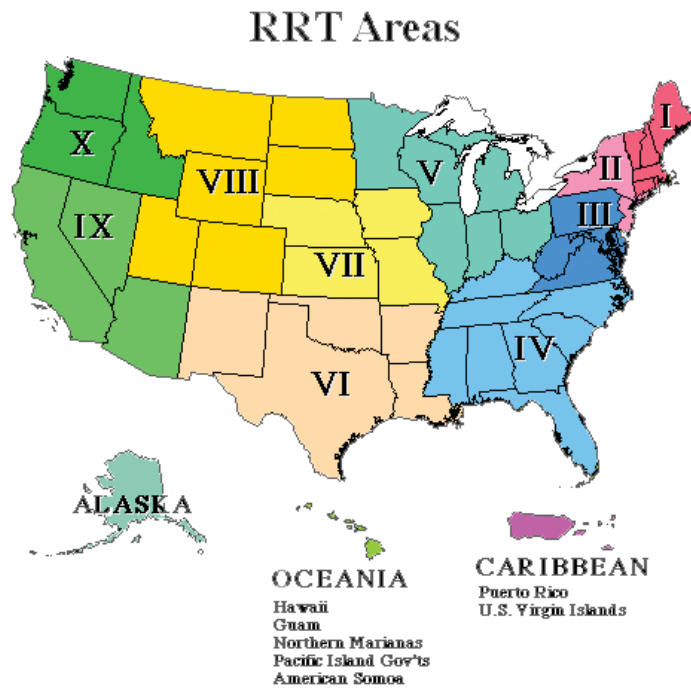 RRT Areas
I
II
III
IV
V
VI
VII
VIII
IX
X
ALASKA
OCEANIA
Hawaii
Guam
Northern Marianas
Pacific Island Gov'ts
American Somoa
CARIBBEAN
Puerto Rico
U.S. Virgin Islands